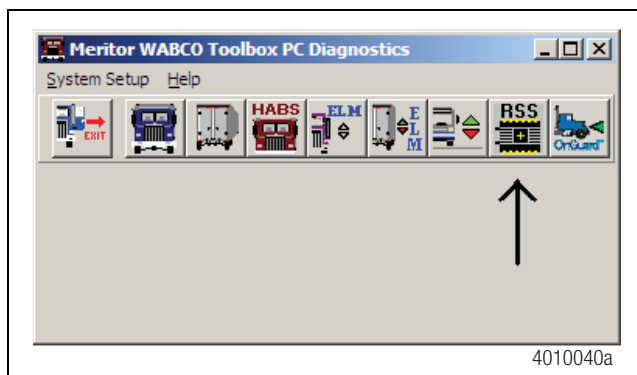 Meritor WABCO Toolbox PC Diagnostics
System Setup Help
EXIT HABS ELM ELM RSS OnGuard
4010040a